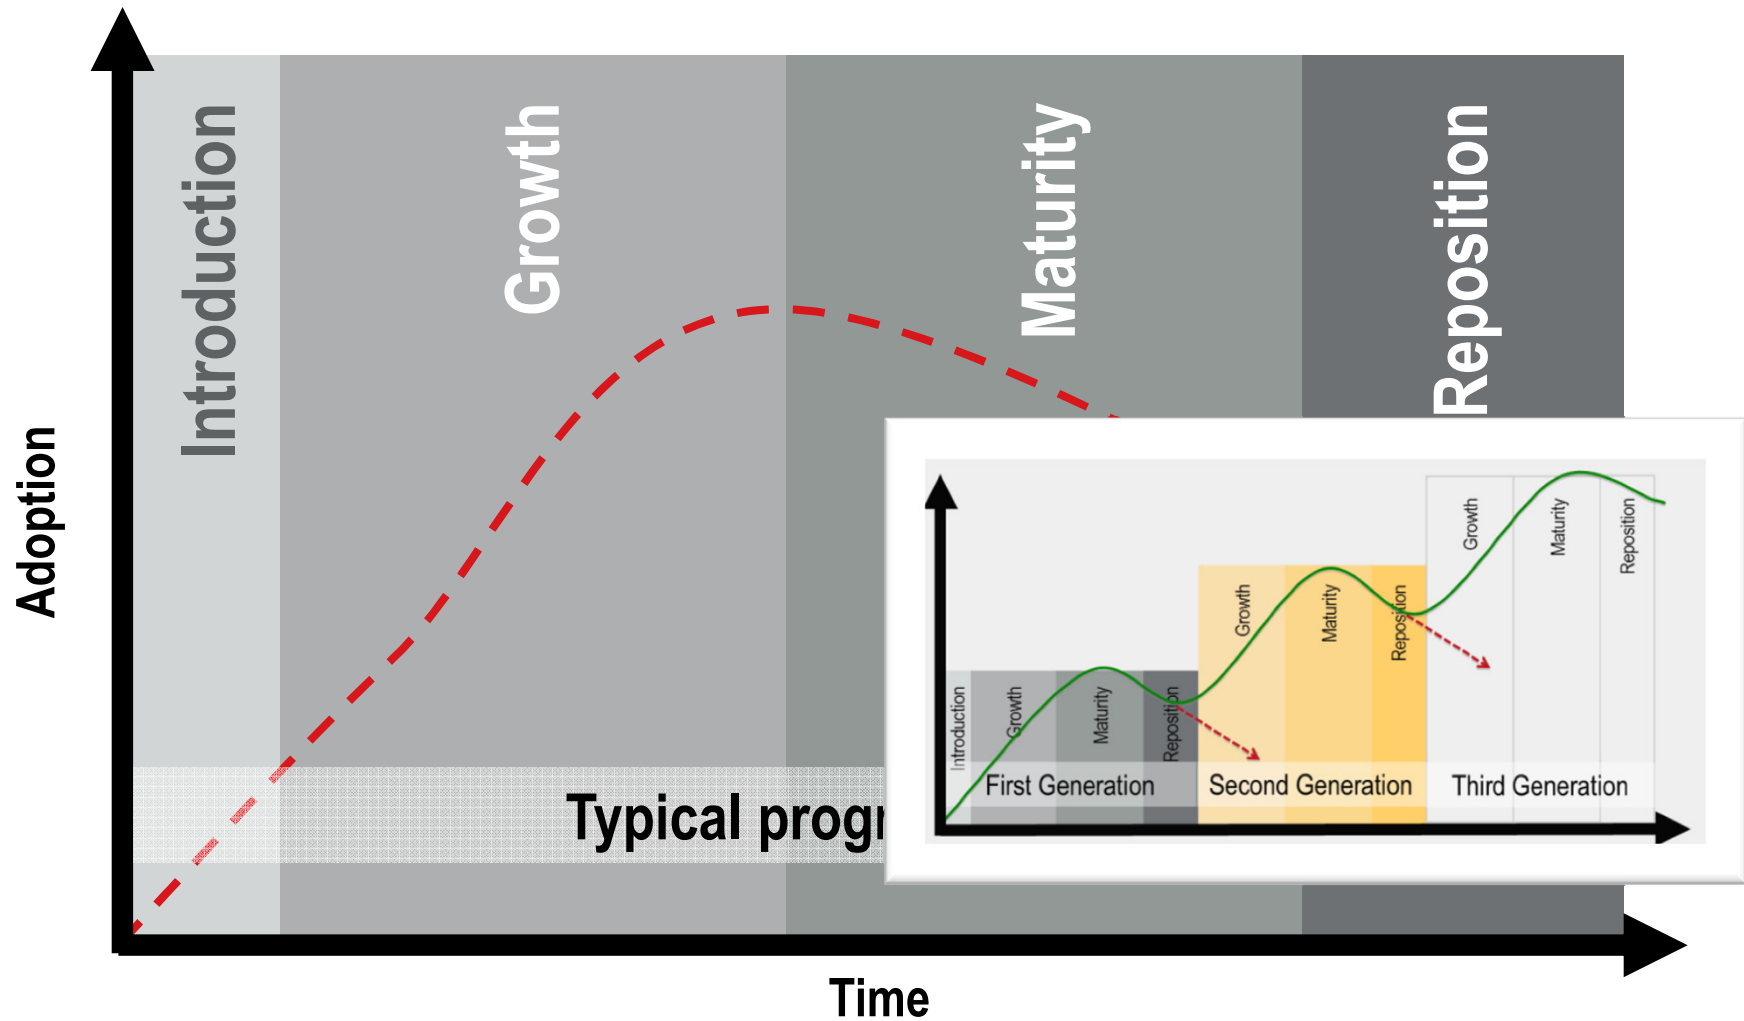 Introduction
Growth
Maturity
Reposition
Adoption
Typical progr
Time
Introduction
Growth
Maturity
Reposition
First Generation
Growth
Maturity
Reposition
Second Generation
Growth
Maturity
Reposition
Third Generation